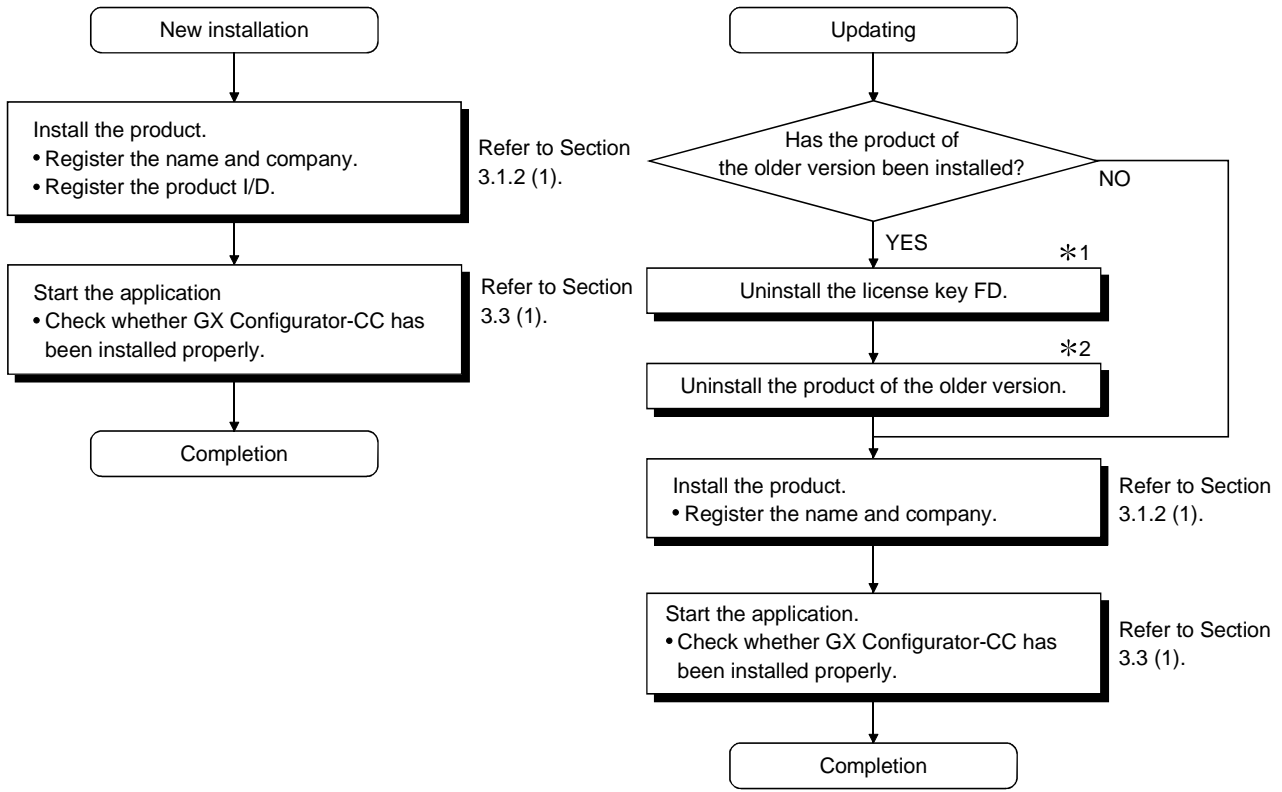 New installation
Install the product.
• Register the name and company.
• Register the product I/D.
Refer to Section
3.1.2 (1).
Start the application
• Check whether GX Configurator-CC has
been installed properly.
Refer to Section
3.3 (1).
Completion
Updating
Has the product of
the older version been installed?
NO
YES
*1
Uninstall the license key FD.
*2
Uninstall the product of the older version.
Install the product.
• Register the name and company.
Refer to Section
3.1.2 (1).
Start the application.
• Check whether GX Configurator-CC has
been installed properly.
Refer to Section
3.3 (1).
Completion